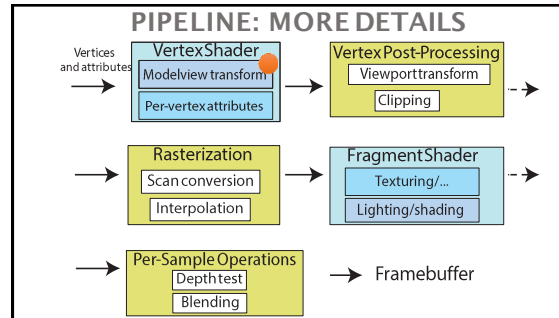 PIPELINE: MORE DETAILS
Vertices
and attributes
VertexShader
Modelview transform
Per-vertex attributes
Vertex Post-Processing
Viewport transform
Clipping
Rasterization
Scan conversion
Interpolation
FragmentShader
Texturing/...
Lighting/shading
Per-Sample Operations
Depth test
Blending
Framebuffer